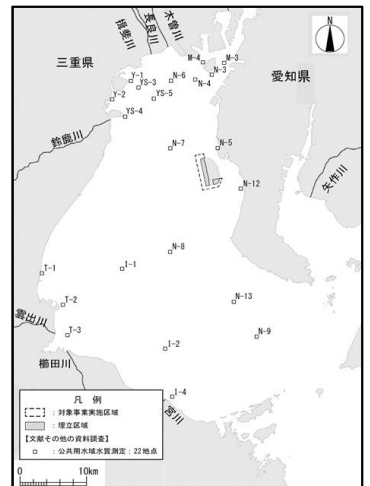 木曽川
長良川
揖斐川
N
三重県
愛知県
M-4
M-3
N-3
N-4
N-6
Y-1
YS-3
YS-5
Y-2
YS-4
鈴鹿川
矢作川
N-7
N-5
N-12
N-8
I-1
T-1
T-2
N-13
雲出川
T-3
N-9
I-2
櫛田川
I-4
宮川
凡 例
：対象事業実施区域
：埋立区域
【文献その他の資料調査】
：公共用水域水質測定：22地点
0 10km